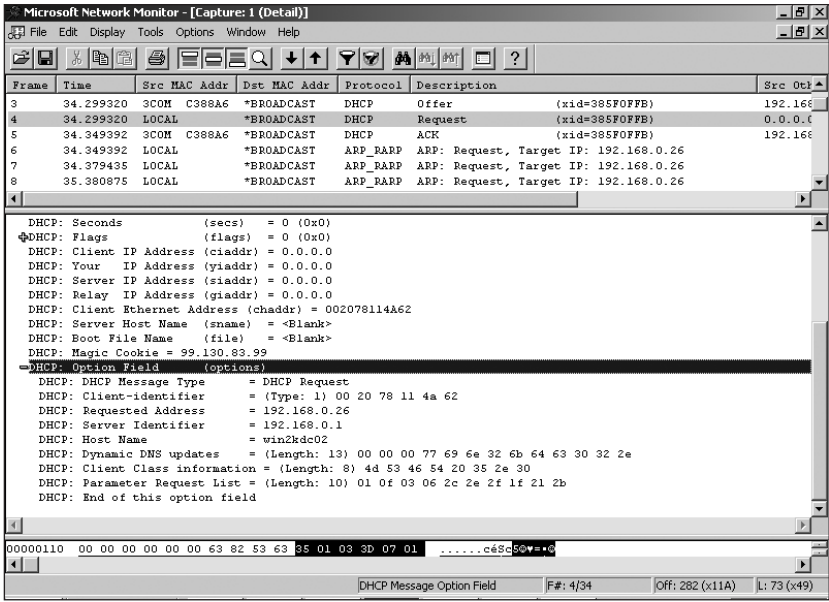 Microsoft Network Monitor - [Capture: 1 (Detail)]
File Edit Display Tools Options Window Help
Frame Time Src MAC Addr Dst MAC Addr Protocol Description Src Oth
3 34.299320 3COM C388A6 *BROADCAST DHCP Offer (xid=385F0FFB) 192.168
4 34.299320 LOCAL *BROADCAST DHCP Request (xid=385F0FFB) 0.0.0.0
5 34.349392 3COM C388A6 *BROADCAST DHCP ACK (xid=385F0FFB) 192.168
6 34.349392 LOCAL *BROADCAST ARP_RARP ARP: Request, Target IP: 192.168.0.26
7 34.379435 LOCAL *BROADCAST ARP_RARP ARP: Request, Target IP: 192.168.0.26
8 35.380875 LOCAL *BROADCAST ARP_RARP ARP: Request, Target IP: 192.168.0.26
DHCP: Seconds (secs) = 0 (0x0)
DHCP: Flags (flags) = 0 (0x0)
DHCP: Client IP Address (ciaddr) = 0.0.0.0
DHCP: Your IP Address (yiaddr) = 0.0.0.0
DHCP: Server IP Address (siaddr) = 0.0.0.0
DHCP: Relay IP Address (giaddr) = 0.0.0.0
DHCP: Client Ethernet Address (chaddr) = 002078114A62
DHCP: Server Host Name (sname) = <Blank>
DHCP: Boot File Name (file) = <Blank>
DHCP: Magic Cookie = 99.130.83.99
DHCP: Option Field (options)
DHCP: DHCP Message Type = DHCP Request
DHCP: Client-identifier = (Type: 1) 00 20 78 11 4a 62
DHCP: Requested Address = 192.168.0.26
DHCP: Server Identifier = 192.168.0.1
DHCP: Host Name = win2kdc02
DHCP: Dynamic DNS updates = (Length: 13) 00 00 00 77 69 6e 32 6b 64 63 30 32 2e
DHCP: Client Class information = (Length: 8) 4d 53 46 54 20 35 2e 30
DHCP: Parameter Request List = (Length: 10) 01 0f 03 06 2c 2e 2f 1f 21 2b
DHCP: End of this option field
00000110 00 00 00 00 00 00 63 82 53 63 35 01 03 3D 07 01 ......céSc5☺♥=•☺
DHCP Message Option Field F#: 4/34 Off: 282 (x11A) L: 73 (x49)